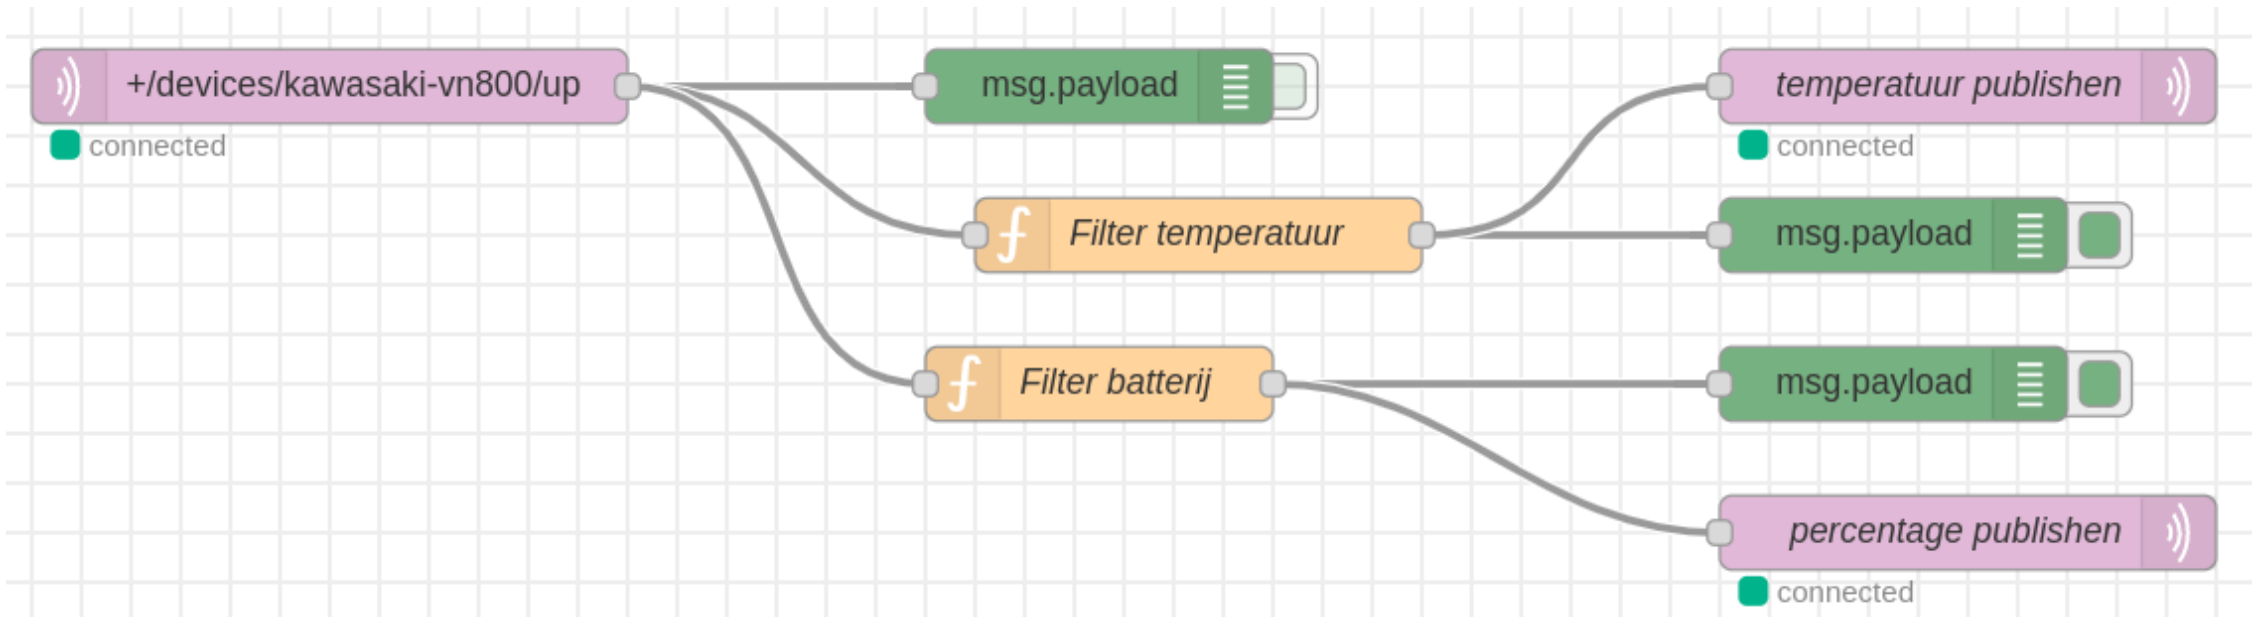 +/devices/kawasaki-vn800/up
connected
msg.payload
temperatuur publishen
connected
Filter temperatuur
msg.payload
Filter batterij
msg.payload
percentage publishen
connected